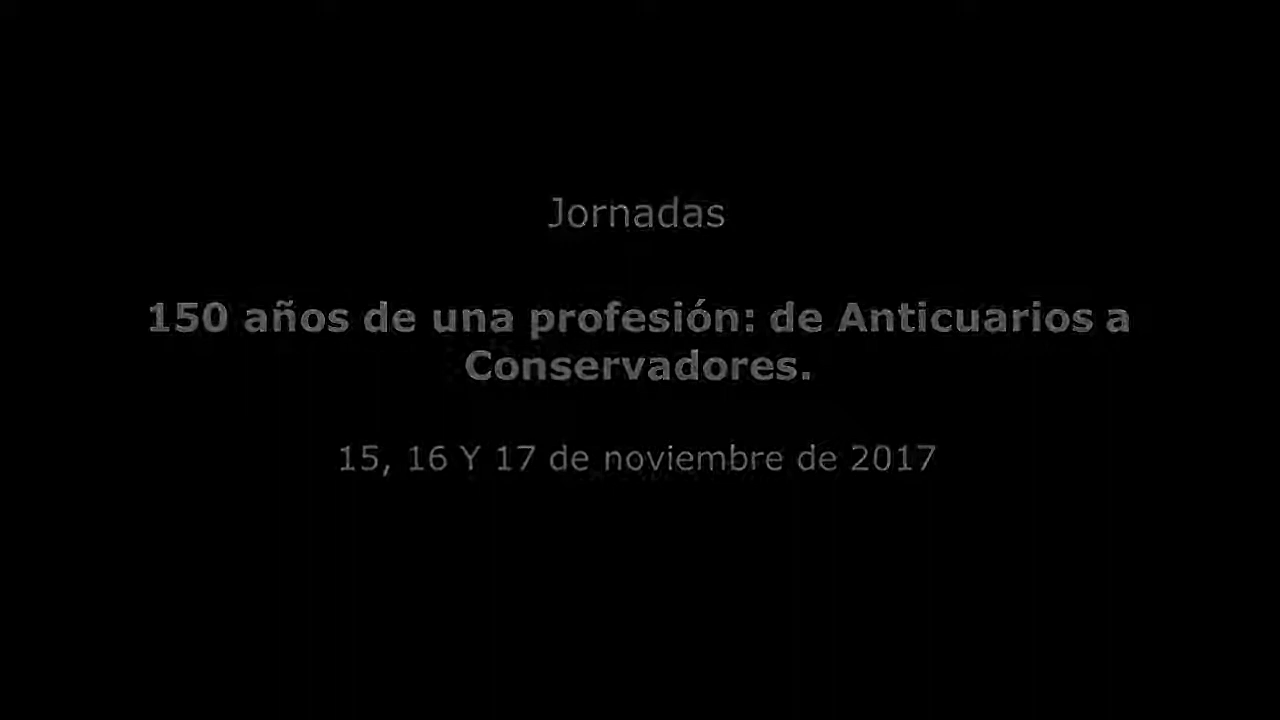 Jornadas
150 años de una profesión: de Anticuarios a
Conservadores.
15, 16 Y 17 de noviembre de 2017